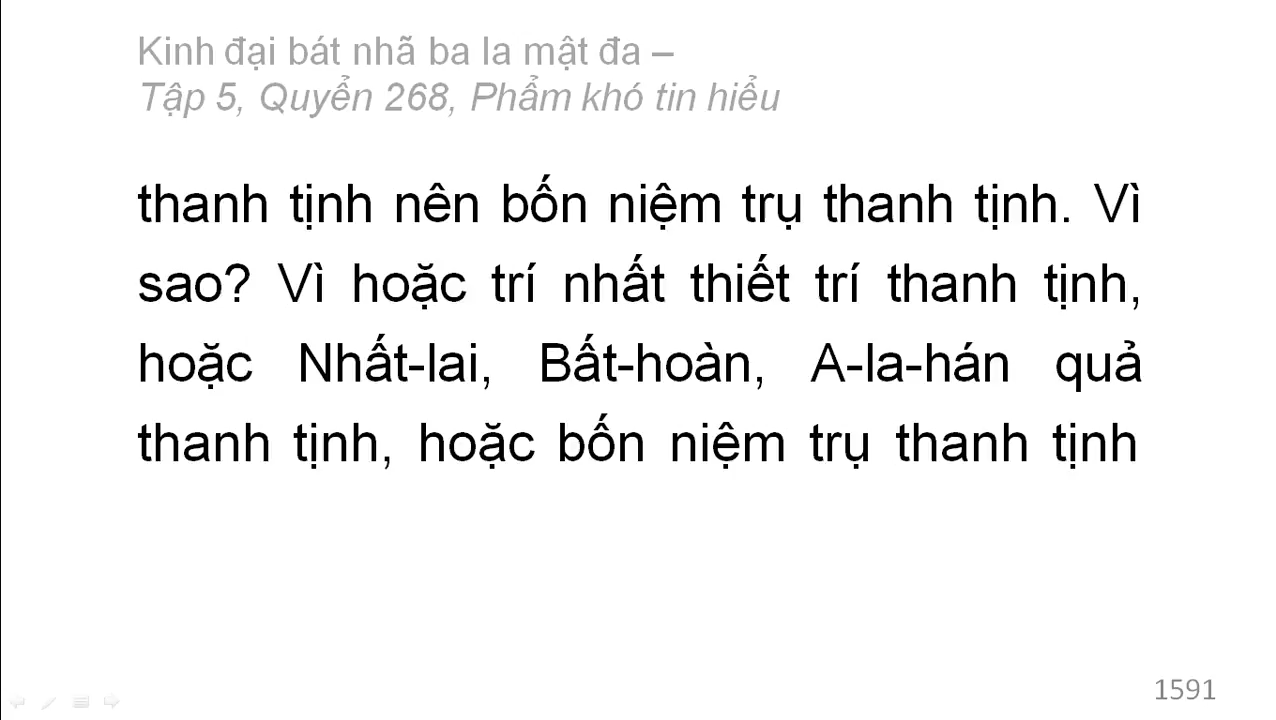 Kinh đại bát nhã ba la mật đa –
Tập 5, Quyển 268, Phẩm khó tin hiểu
thanh tịnh nên bốn niệm trụ thanh tịnh. Vì
sao? Vì hoặc trí nhất thiết trí thanh tịnh,
hoặc Nhất-lai, Bất-hoàn, A-la-hán quả
thanh tịnh, hoặc bốn niệm trụ thanh tịnh
1591